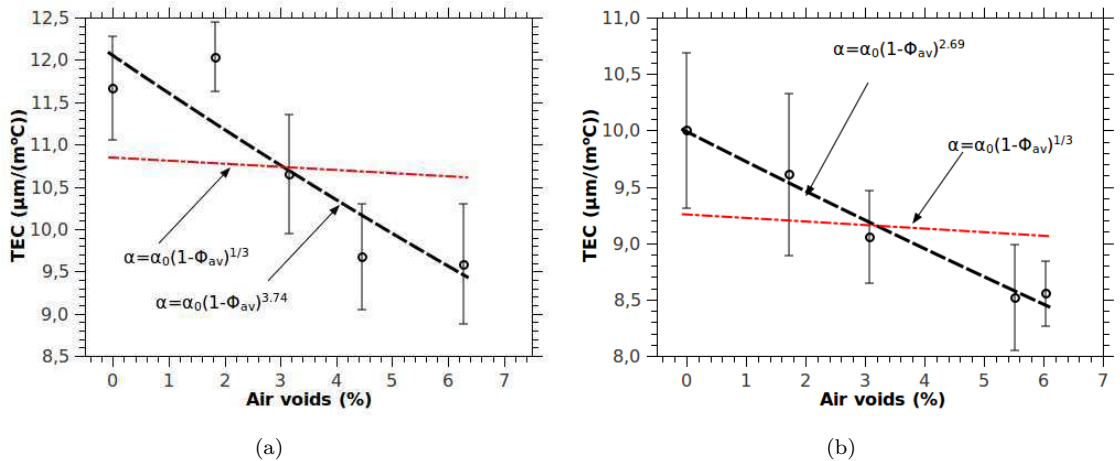 12,5
12,0
11,5
11,0
10,5
10,0
9,5
9,0
8,5
TEC (µm/(m°C))
α=α₀(1-Φav)^1/3
α=α₀(1-Φav)^3.74
0 1 2 3 4 5 6 7
Air voids (%)
(a)
11,0
10,5
10,0
9,5
9,0
8,5
8,0
TEC (µm/(m°C))
α=α₀(1-Φav)^2.69
α=α₀(1-Φav)^1/3
0 1 2 3 4 5 6 7
Air voids (%)
(b)